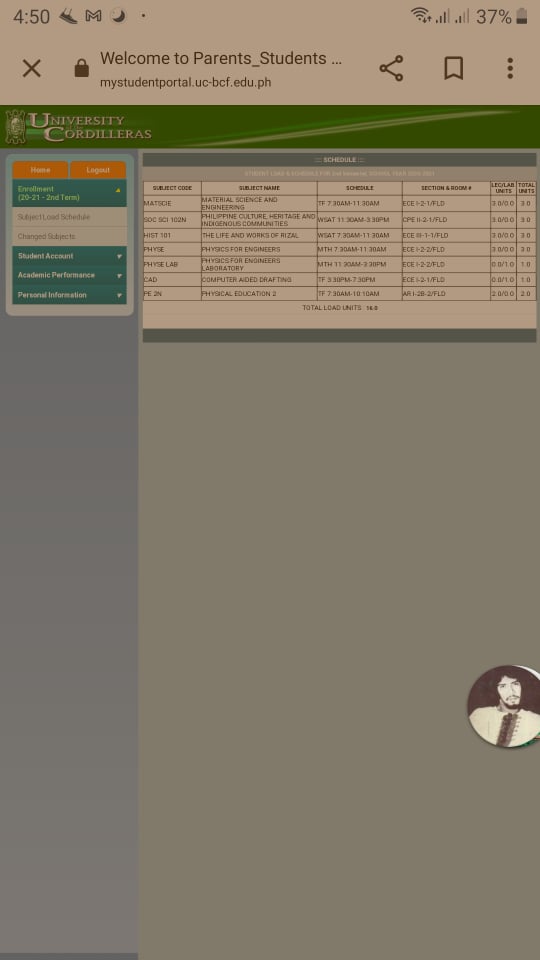 4:50
37%
Welcome to Parents_Students ...
mystudentportal.uc-bcf.edu.ph
UNIVERSITY
CORDILLERAS
Home Logout
Enrollment
(20-21 - 2nd Term)
Subject Load Schedule
Changed Subjects
Student Account
Academic Performance
Personal Information
::: SCHEDULE :::
STUDENT LOAD & SCHEDULE FOR 2nd Semester, SCHOOL YEAR 2020-2021
SUBJECT CODE SUBJECT NAME SCHEDULE SECTION & ROOM # LEC/LAB UNITS TOTAL UNITS
MATSCIE MATERIAL SCIENCE AND ENGINEERING TF 7:30AM-11:30AM ECE I-2-1/FLD 3.0/0.0 3.0
SOC SCI 102N PHILIPPINE CULTURE, HERITAGE AND INDIGENOUS COMMUNITIES WSAT 11:30AM-3:30PM CPE II-2-1/FLD 3.0/0.0 3.0
HIST 101 THE LIFE AND WORKS OF RIZAL WSAT 7:30AM-11:30AM ECE III-1-1/FLD 3.0/0.0 3.0
PHYSE PHYSICS FOR ENGINEERS MTH 7:30AM-11:30AM ECE I-2-2/FLD 3.0/0.0 3.0
PHYSE LAB PHYSICS FOR ENGINEERS LABORATORY MTH 11:30AM-3:30PM ECE I-2-2/FLD 0.0/1.0 1.0
CAD COMPUTER AIDED DRAFTING TF 3:30PM-7:30PM ECE I-2-1/FLD 0.0/1.0 1.0
PE 2N PHYSICAL EDUCATION 2 TF 7:30AM-10:10AM AR I-2B-2/FLD 2.0/0.0 2.0
TOTAL LOAD UNITS 16.0